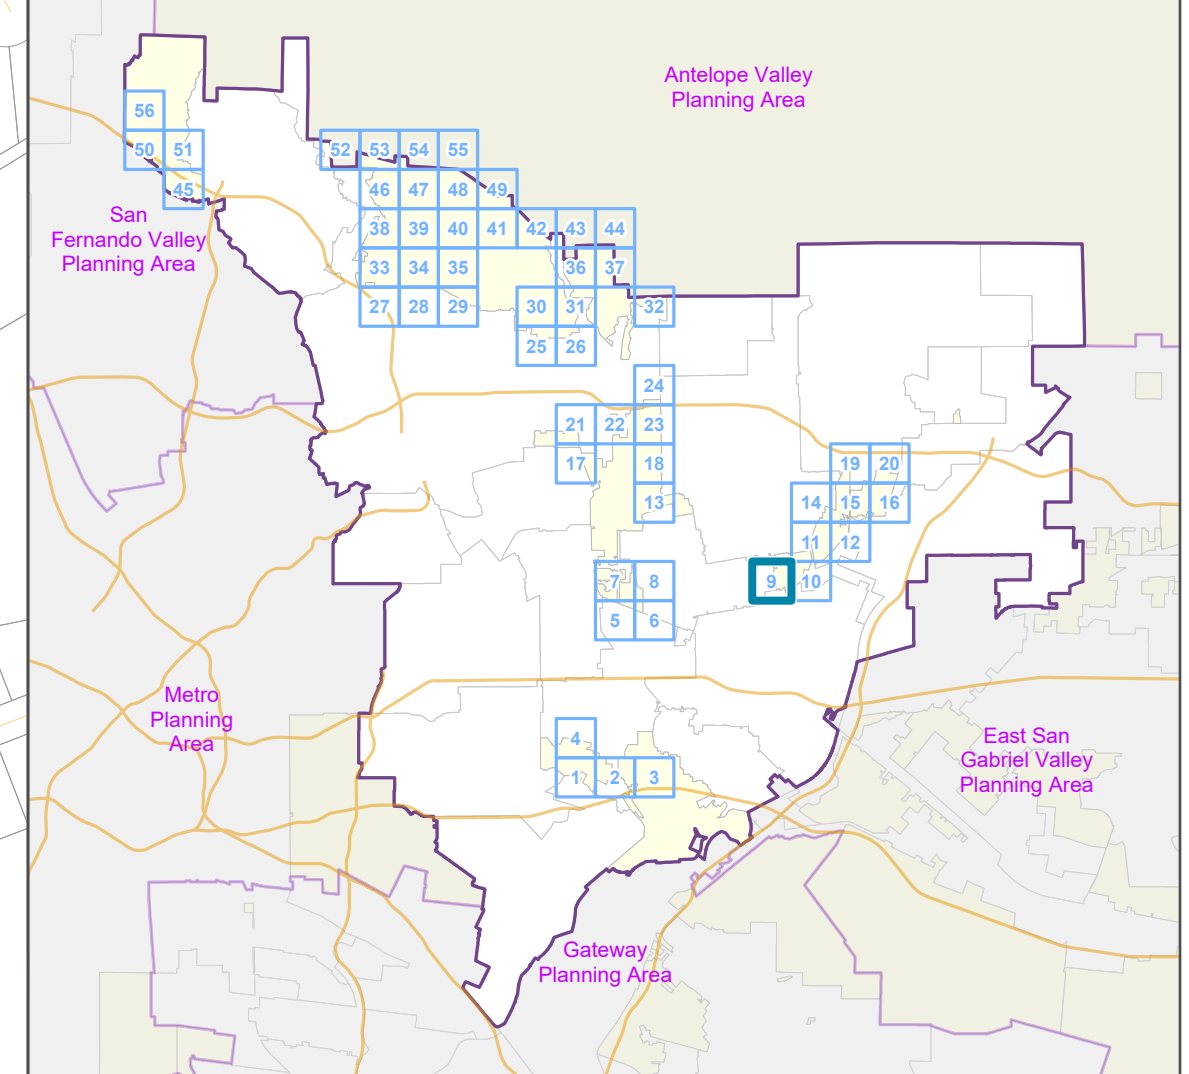 Antelope Valley
Planning Area
56
50 51
52 53 54 55
45
46 47 48 49
San
Fernando Valley
Planning Area
38 39 40 41 42 43 44
33 34 35
36 37
27 28 29
30 31
32
25 26
24
21 22 23
17
18
19 20
13
14 15 16
11 12
7 8
9 10
5 6
Metro
Planning
Area
4
1 2 3
East San
Gabriel Valley
Planning Area
Gateway
Planning Area